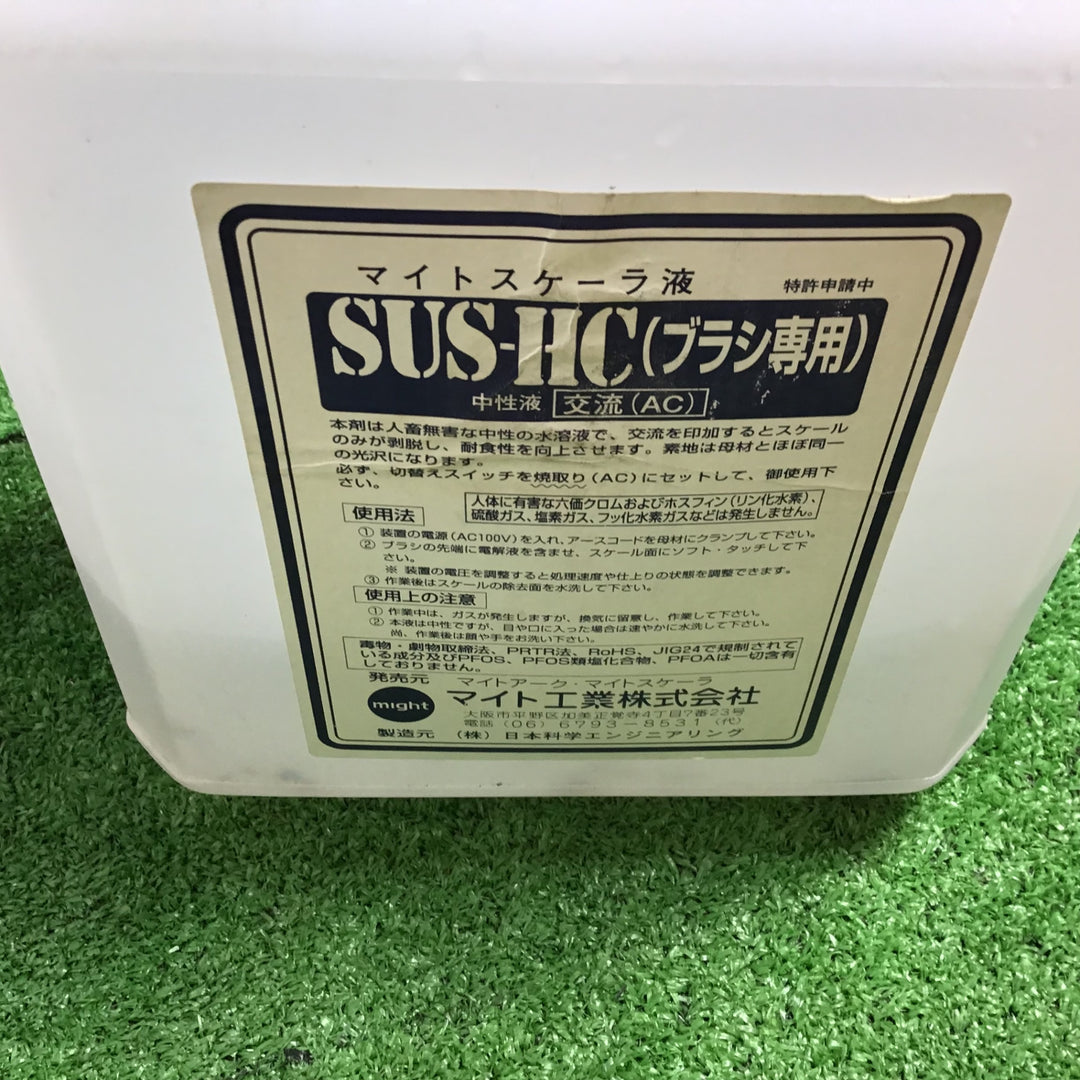 マイトスケーラ液 特許申請中
SUS-HC(ブラシ専用)
中性液 交流(AC)
本剤は人畜無害な中性の水溶液で、交流を印加するとスケール
のみが剥脱し、耐食性を向上させます。素地は母材とほぼ同一
の光沢になります。
必ず、切替えスイッチを焼取り(AC)にセットして、御使用下
さい。
人体に有害な六価クロムおよびホスフィン(リン化水素)、
硫酸ガス、塩素ガス、フッ化水素ガスなどは発生しません。
使用法
① 装置の電源(AC100V)を入れ、アースコードを母材にクランプして下さい。
② ブラシの先端に電解液を含ませ、スケール面にソフト・タッチして下
さい。
※ 装置の電圧を調整すると処理速度や仕上りの状態を調整できます。
③ 作業後はスケールの除去面を水洗して下さい。
使用上の注意
① 作業中は、ガスが発生しますが、換気に留意し、作業して下さい。
② 本液は中性ですが、目や口に入った場合は速やかに水洗して下さい。
尚、作業後は顔や手をお洗い下さい。
毒物・劇物取締法、PRTR法、RoHS、JIG24で規制されて
いる成分及びPFOS、PFOS類塩化合物、PFOAは一切含有
しておりません。
発売元 マイトアーク・マイトスケーラ
might マイト工業株式会社
大阪市平野区加美正覚寺4丁目7番23号
電話(06)6793-8531(代)
製造元 (株)日本科学エンジニアリング